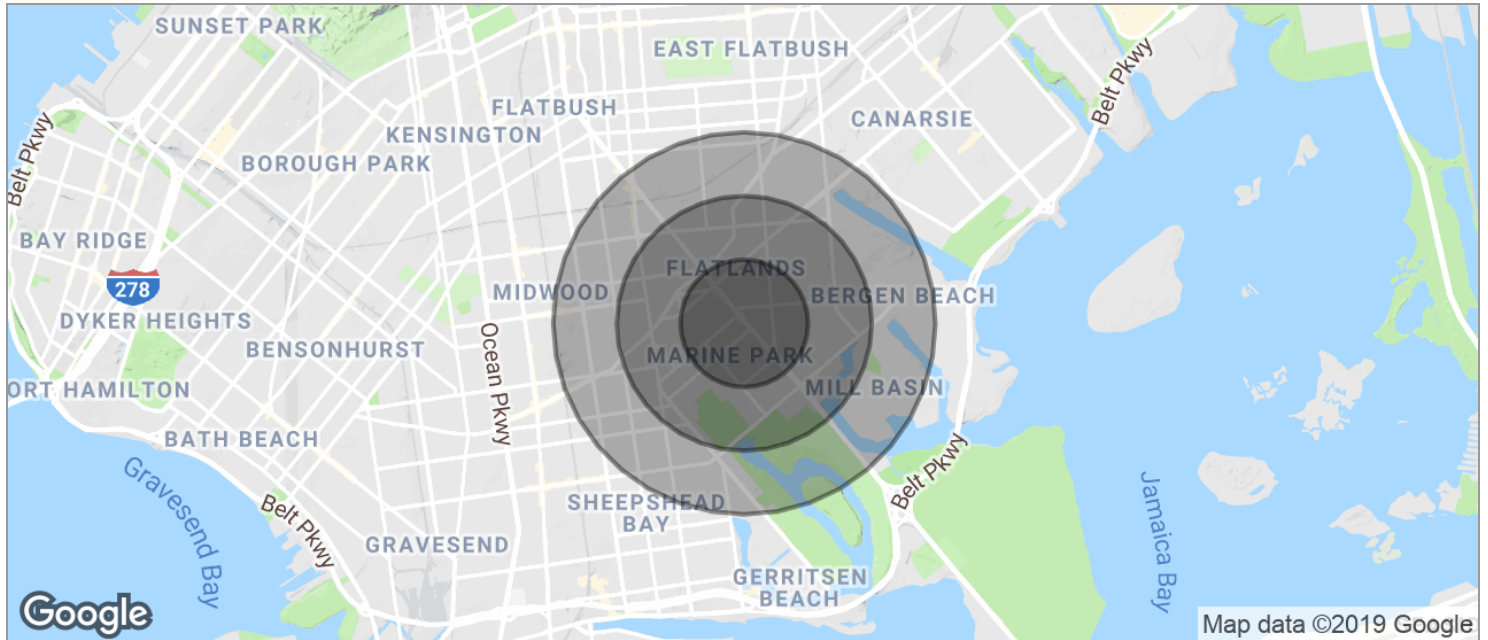 SUNSET PARK
EAST FLATBUSH
Belt Pkwy
FLATBUSH
CANARSIE
KENSINGTON
BOROUGH PARK
Belt Pkwy
BAY RIDGE
FLATLANDS
278
MIDWOOD
BERGEN BEACH
DYKER HEIGHTS
BENSONHURST
Ocean Pkwy
MARINE PARK
ORT HAMILTON
MILL BASIN
BATH BEACH
Gravesend Bay
Belt Pkwy
Belt Pkwy
SHEEPSHEAD
BAY
Jamaica Bay
GRAVESEND
GERRITSEN
BEACH
Google
Map data ©2019 Google